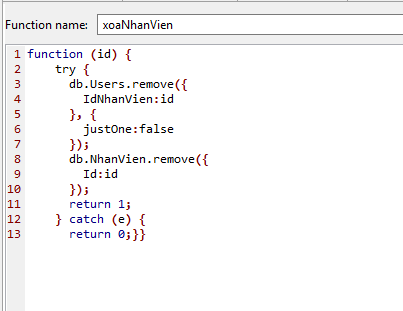 Function name: xoaNhanVien
1 function (id) {
2     try {
3       db.Users.remove({
4         IdNhanVien:id
5       }, {
6         justOne:false
7       });
8       db.NhanVien.remove({
9         Id:id
10       });
11       return 1;
12     } catch (e) {
13       return 0;}}